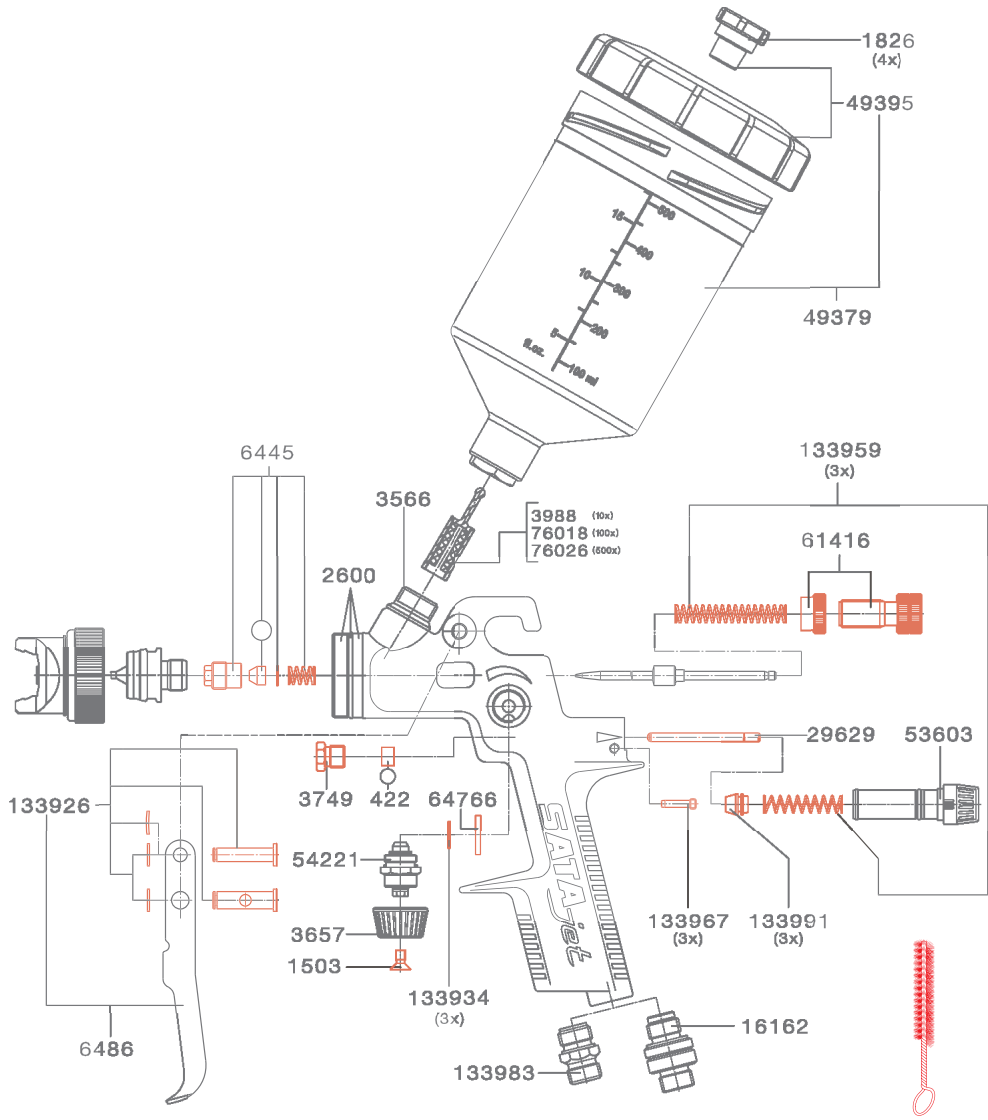 1826
(4x)
49395
15
500
400
10
300
5
200
fl.oz.
100 ml
49379
6445
133959
(3x)
3566
3988 (10x)
76018 (100x)
76026 (500x)
61416
2600
29629
53603
3749
422
64766
133926
54221
3657
1503
SATAjet
133967
(3x)
133991
(3x)
133934
(3x)
6486
16162
133983